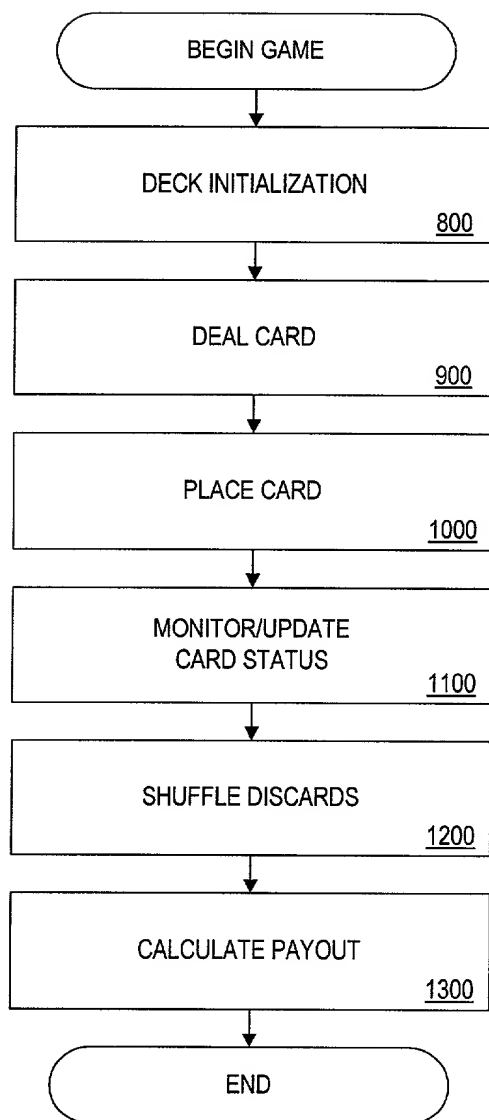 BEGIN GAME
DECK INITIALIZATION
800
DEAL CARD
900
PLACE CARD
1000
MONITOR/UPDATE
CARD STATUS
1100
SHUFFLE DISCARDS
1200
CALCULATE PAYOUT
1300
END